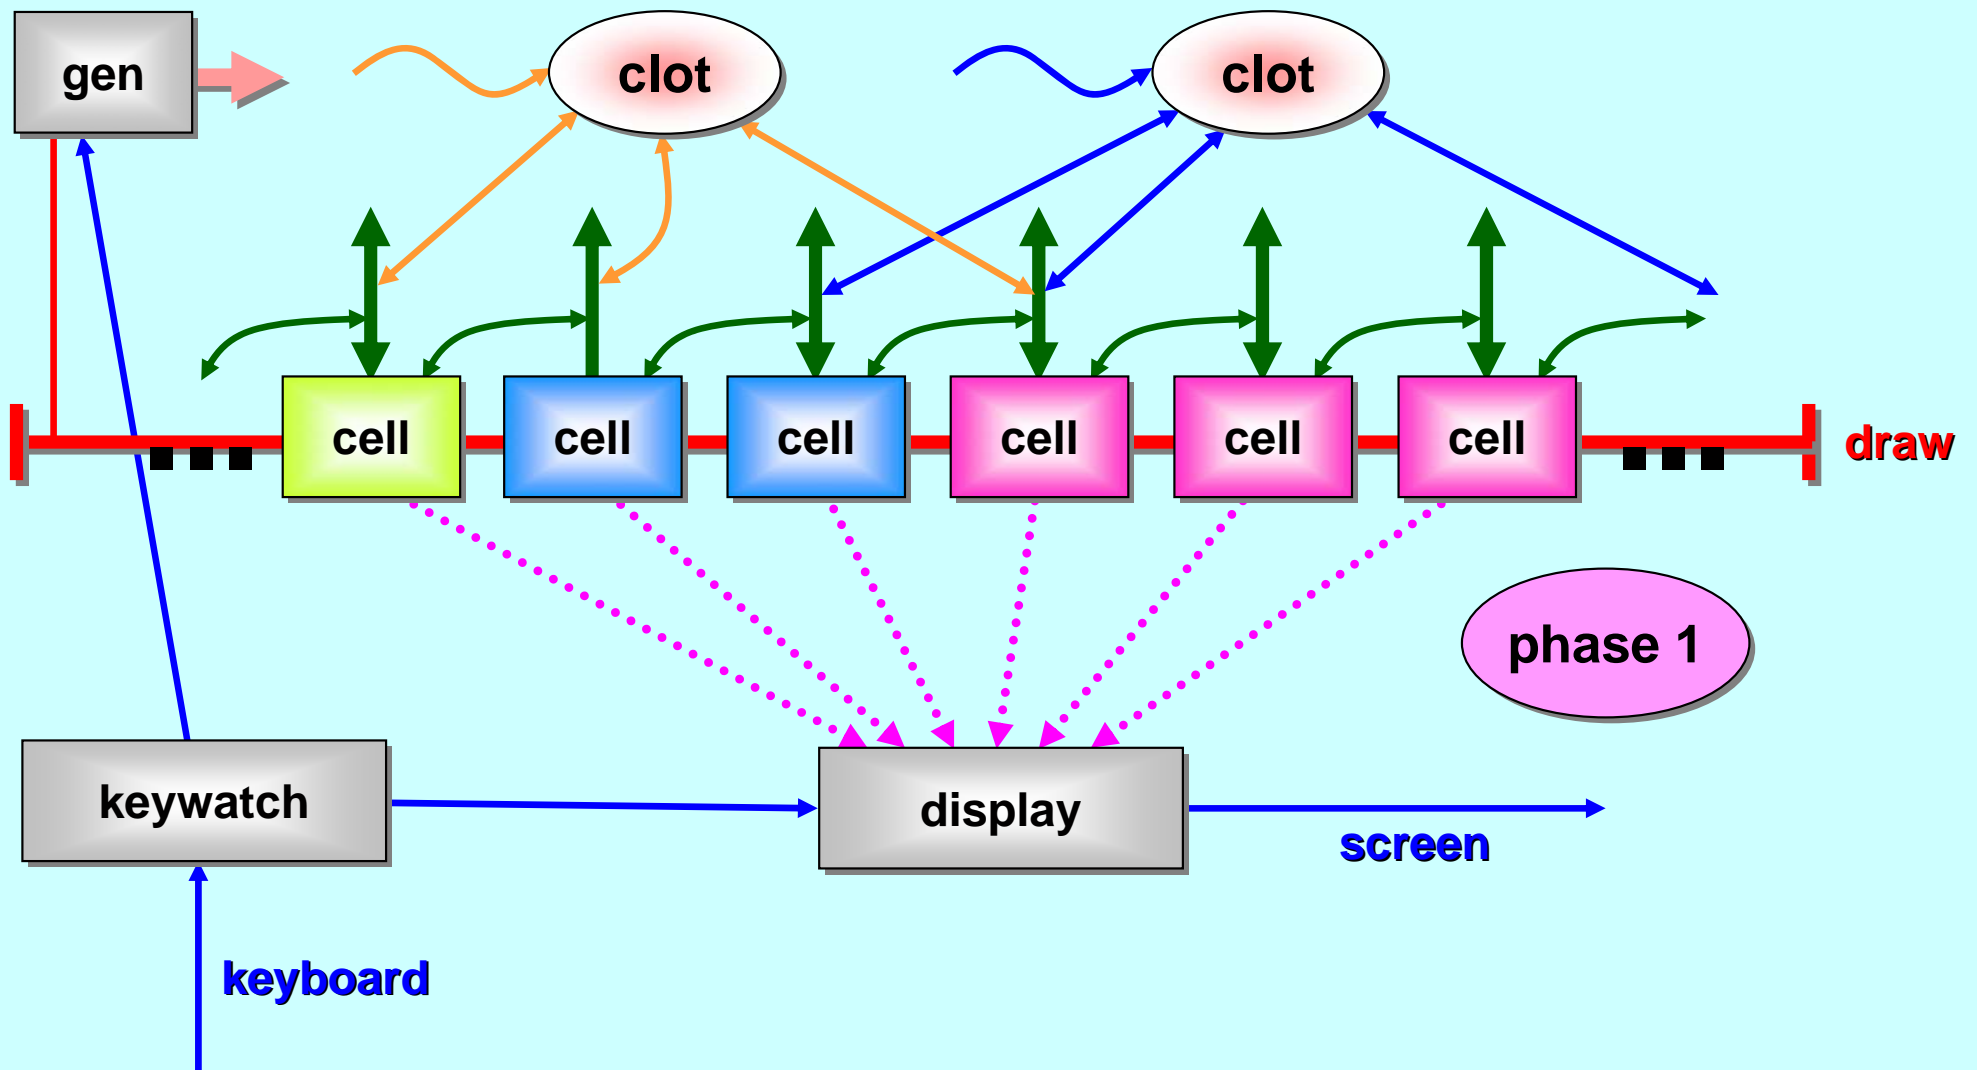 gen
clot
clot
cell
cell
cell
cell
cell
cell
draw
phase 1
keywatch
display
screen
keyboard